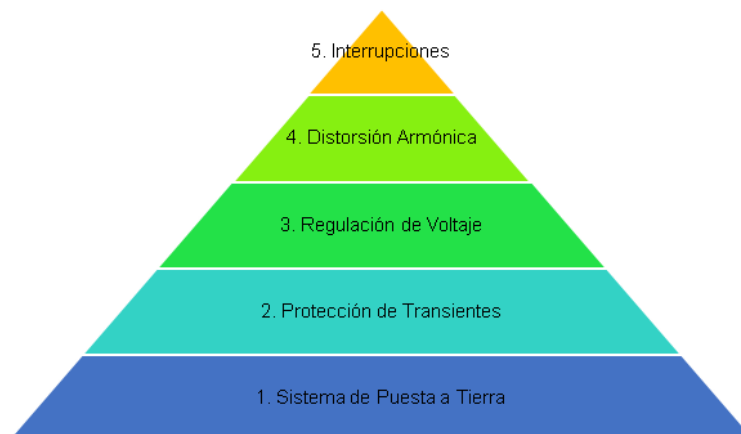 5. Interrupciones
4. Distorsión Armónica
3. Regulación de Voltaje
2. Protección de Transientes
1. Sistema de Puesta a Tierra